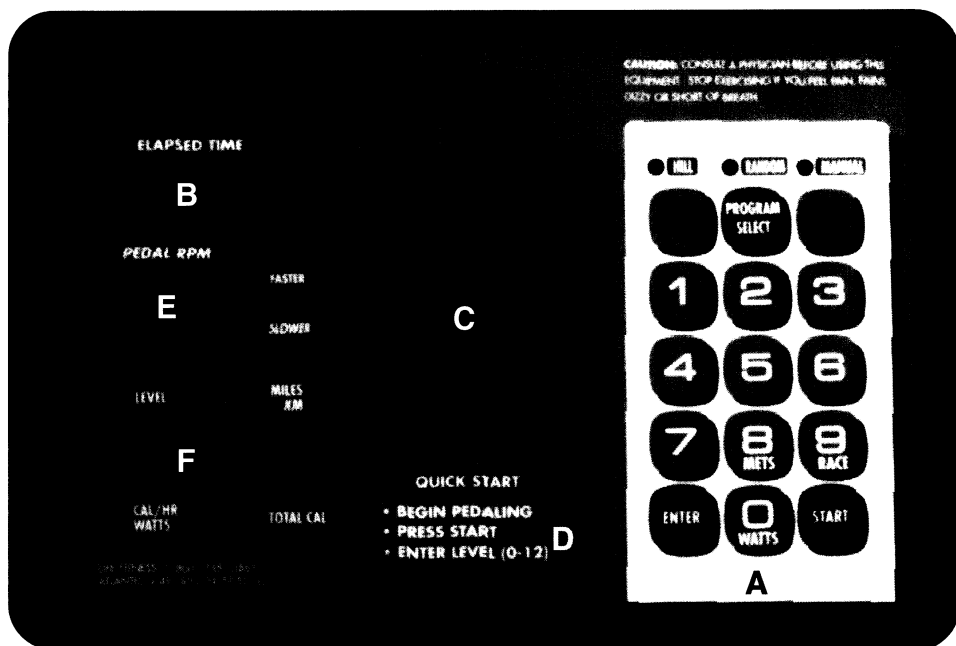 CAUTION: CONSULT A PHYSICIAN BEFORE USING THIS
EQUIPMENT. STOP EXERCISING IF YOU FEEL PAIN, FAINT,
DIZZY OR SHORT OF BREATH
ELAPSED TIME
B
HILL RANDOM MANUAL
PROGRAM
SELECT
PEDAL RPM
FASTER
E
SLOWER
C
1 2 3
LEVEL
MILES
KM
4 5 6
F
7 8 9
METS RACE
QUICK START
CAL/HR
WATTS
TOTAL CAL
• BEGIN PEDALING
• PRESS START
• ENTER LEVEL (0-12)
D
ENTER 0 START
WATTS
A